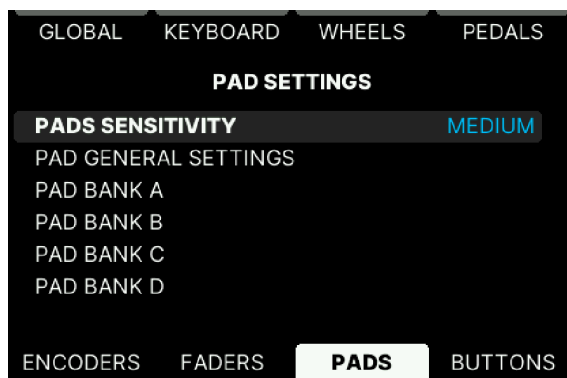 GLOBAL KEYBOARD WHEELS PEDALS
PAD SETTINGS
PADS SENSITIVITY MEDIUM
PAD GENERAL SETTINGS
PAD BANK A
PAD BANK B
PAD BANK C
PAD BANK D
ENCODERS FADERS PADS BUTTONS